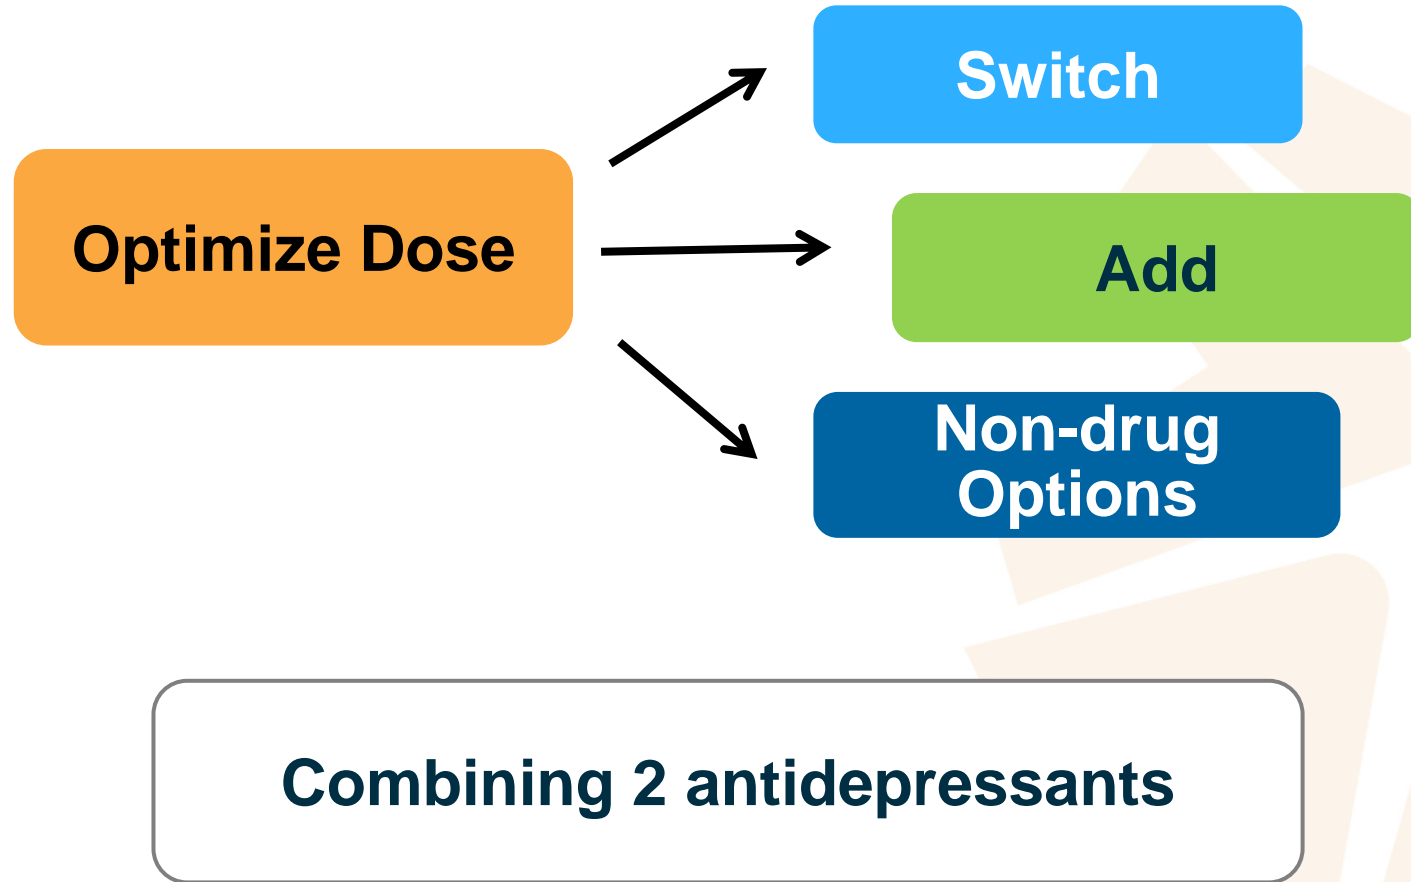 Switch
Optimize Dose
Add
Non-drug
Options
Combining 2 antidepressants